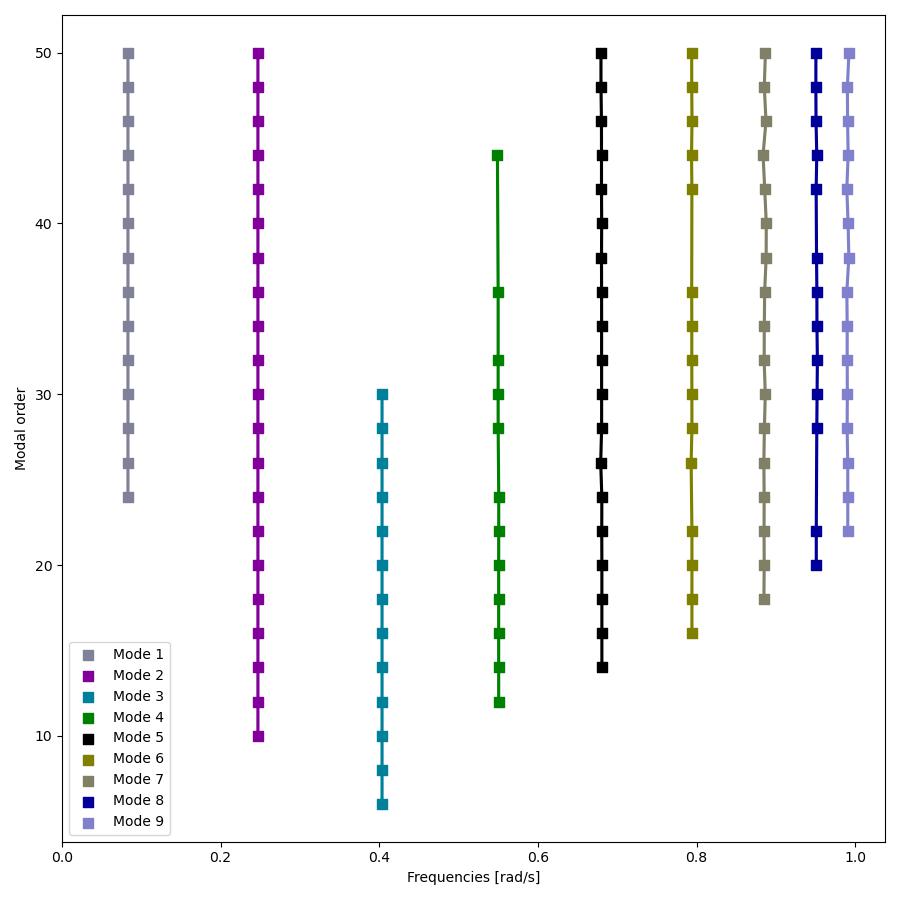 50
40
30
20
10
Modal order
Mode 1
Mode 2
Mode 3
Mode 4
Mode 5
Mode 6
Mode 7
Mode 8
Mode 9
0.0 0.2 0.4 0.6 0.8 1.0
Frequencies [rad/s]